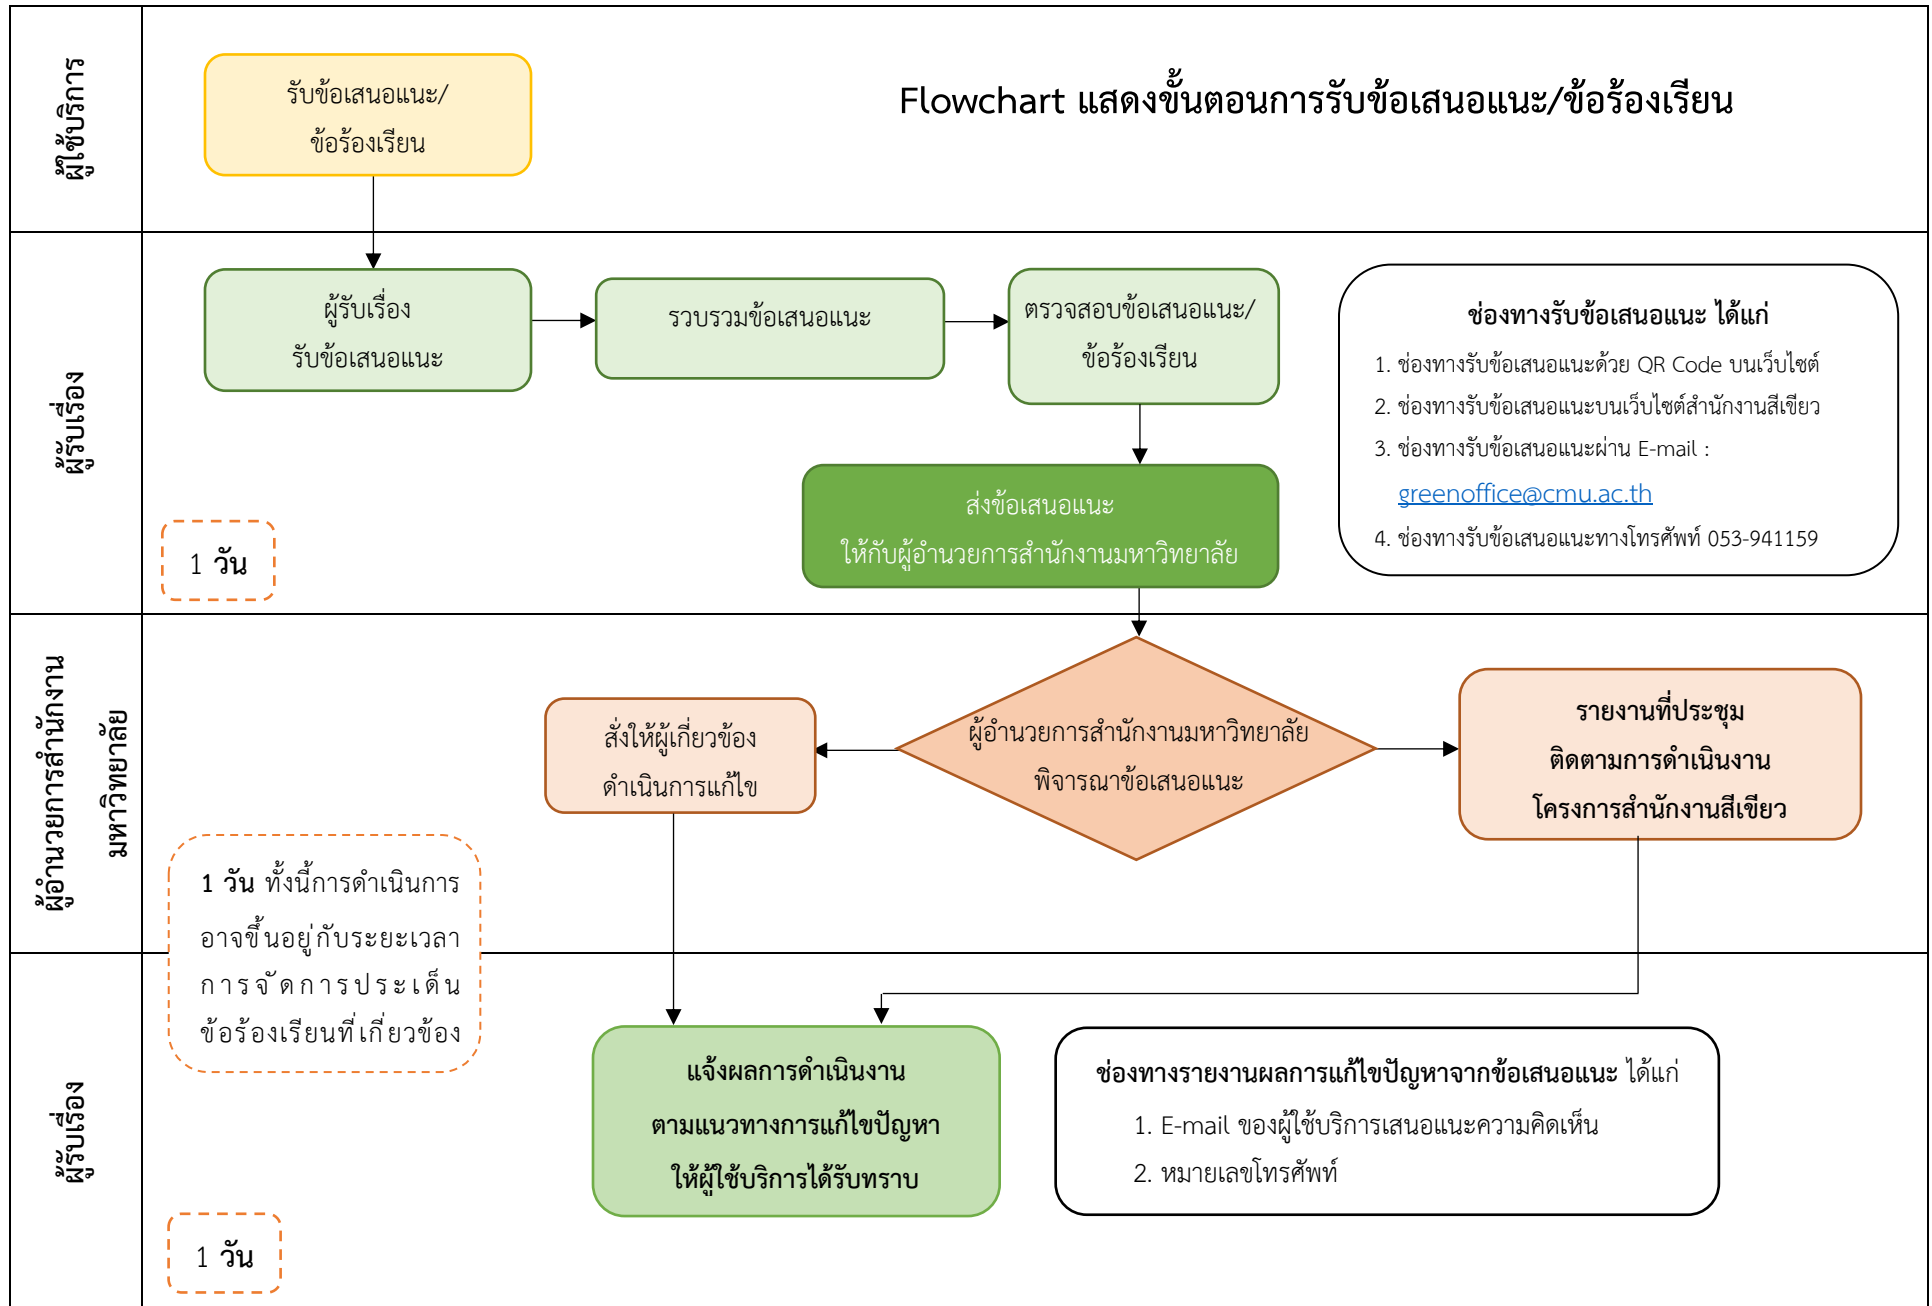 ผู้ใช้บริการ
รับข้อเสนอแนะ/
ข้อร้องเรียน
Flowchart แสดงขั้นตอนการรับข้อเสนอแนะ/ข้อร้องเรียน
ผู้รับเรื่อง
ผู้รับเรื่อง
รับข้อเสนอแนะ
รวบรวมข้อเสนอแนะ
ตรวจสอบข้อเสนอแนะ/
ข้อร้องเรียน
ช่องทางรับข้อเสนอแนะ ได้แก่
1. ช่องทางรับข้อเสนอแนะด้วย QR Code บนเว็บไซต์
2. ช่องทางรับข้อเสนอแนะบนเว็บไซต์สำนักงานสีเขียว
3. ช่องทางรับข้อเสนอแนะผ่าน E-mail :
greenoffice@cmu.ac.th
4. ช่องทางรับข้อเสนอแนะทางโทรศัพท์ 053-941159
ส่งข้อเสนอแนะ
ให้กับผู้อำนวยการสำนักงานมหาวิทยาลัย
1 วัน
ผู้อำนวยการสำนักงาน
มหาวิทยาลัย
สั่งให้ผู้เกี่ยวข้อง
ดำเนินการแก้ไข
ผู้อำนวยการสำนักงานมหาวิทยาลัย
พิจารณาข้อเสนอแนะ
รายงานที่ประชุม
ติดตามการดำเนินงาน
โครงการสำนักงานสีเขียว
1 วัน ทั้งนี้การดำเนินการ
อาจขึ้นอยู่กับระยะเวลา
การจัดการประเด็น
ข้อร้องเรียนที่เกี่ยวข้อง
ผู้รับเรื่อง
แจ้งผลการดำเนินงาน
ตามแนวทางการแก้ไขปัญหา
ให้ผู้ใช้บริการได้รับทราบ
ช่องทางรายงานผลการแก้ไขปัญหาจากข้อเสนอแนะ ได้แก่
1. E-mail ของผู้ใช้บริการเสนอแนะความคิดเห็น
2. หมายเลขโทรศัพท์
1 วัน